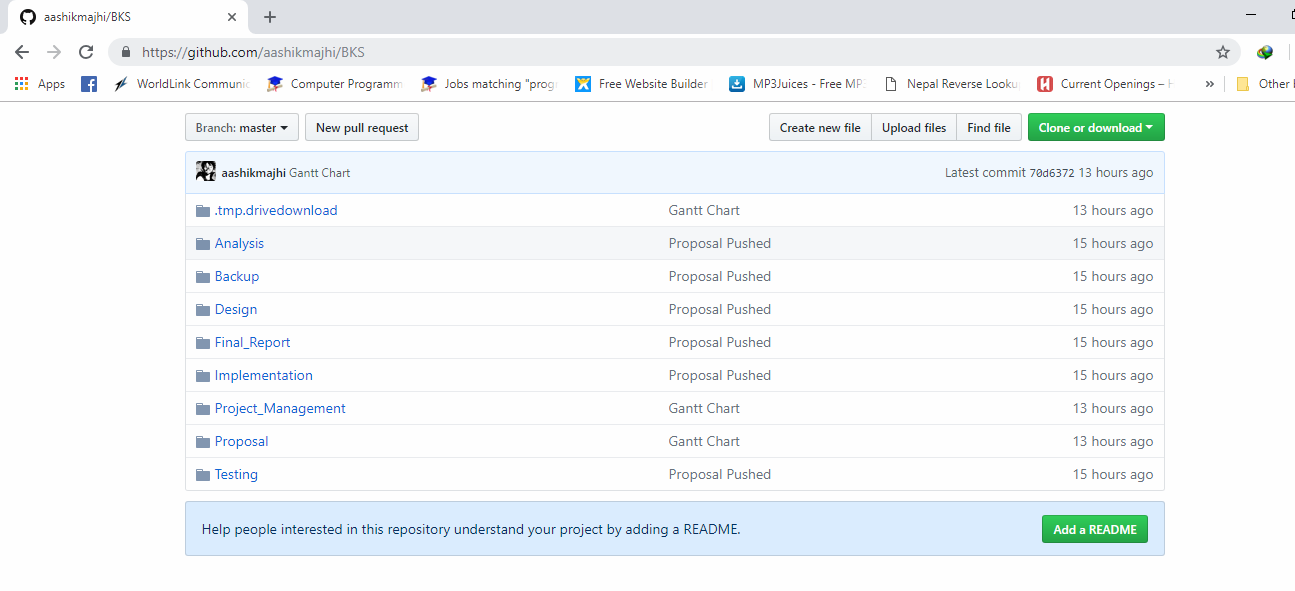 aashikmajhi/BKS
https://github.com/aashikmajhi/BKS
Apps WorldLink Communic Computer Programm Jobs matching "prog Free Website Builder MP3Juices - Free MP3 Nepal Reverse Looku Current Openings – H » Other
Branch: master New pull request Create new file Upload files Find file Clone or download
aashikmajhi Gantt Chart Latest commit 70d6372 13 hours ago
.tmp.drivedownload Gantt Chart 13 hours ago
Analysis Proposal Pushed 15 hours ago
Backup Proposal Pushed 15 hours ago
Design Proposal Pushed 15 hours ago
Final_Report Proposal Pushed 15 hours ago
Implementation Proposal Pushed 15 hours ago
Project_Management Gantt Chart 13 hours ago
Proposal Gantt Chart 13 hours ago
Testing Proposal Pushed 15 hours ago
Help people interested in this repository understand your project by adding a README. Add a README